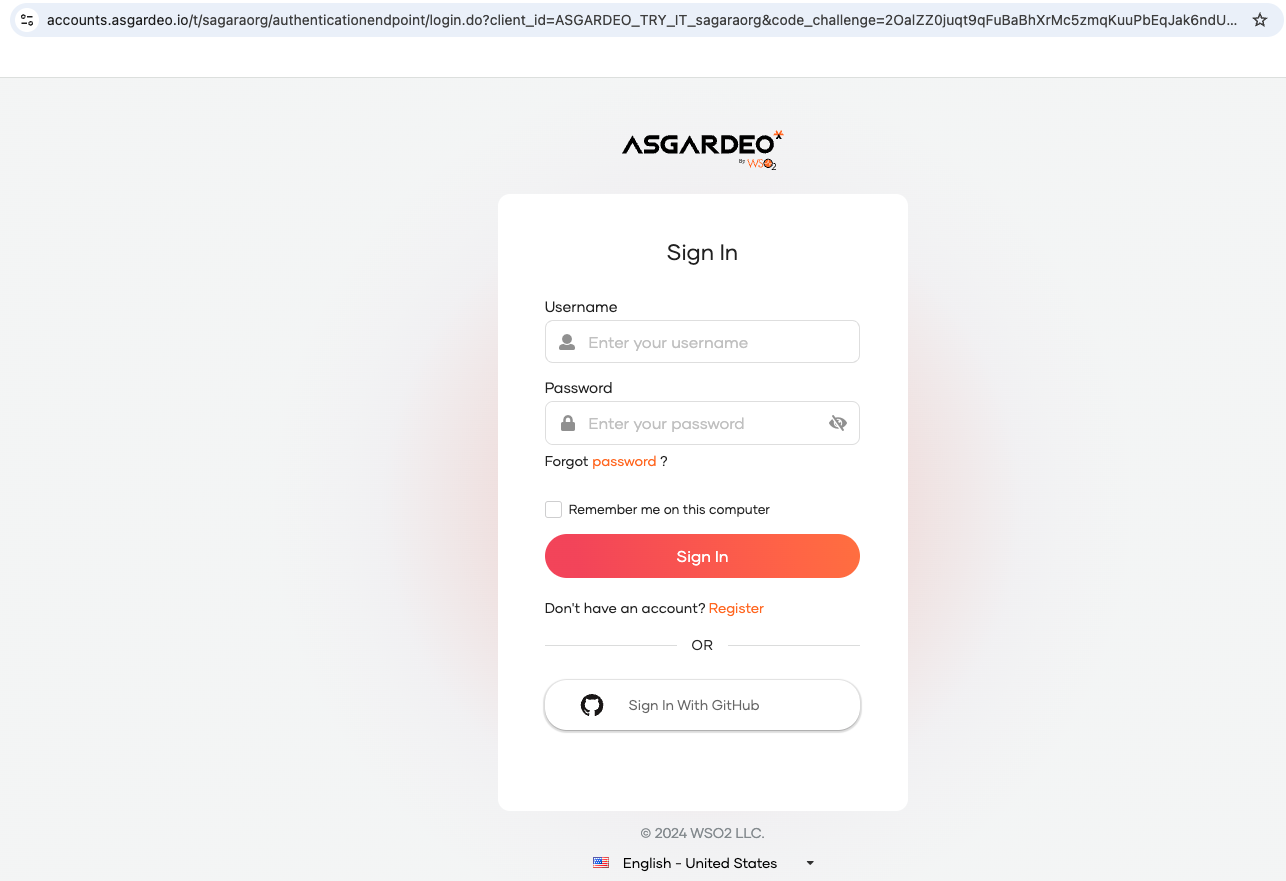 accounts.asgardeo.io/t/sagaraorg/authenticationendpoint/login.do?client_id=ASGARDEO_TRY_IT_sagaraorg&code_challenge=2OalZZ0juqt9qFuBaBhXrMc5zmqKuuPbEqJak6ndU...
ASGARDEO
By WSO2
Sign In
Username
Enter your username
Password
Enter your password
Forgot password ?
Remember me on this computer
Sign In
Don't have an account? Register
OR
Sign In With GitHub
© 2024 WSO2 LLC.
English - United States